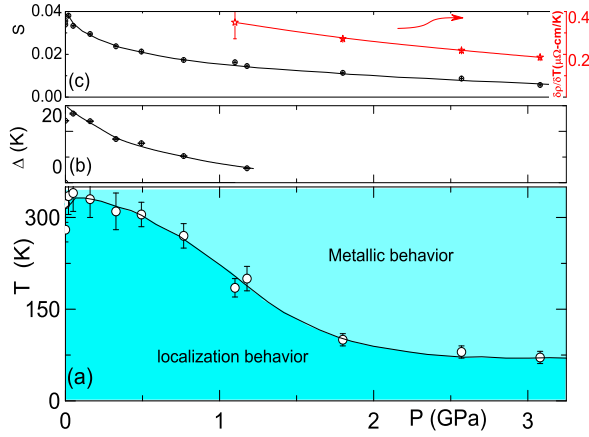 0.04
0.02
0.00
S
(c)
0.4
0.2
δρ/δT(μΩ-cm/K)
20
0
Δ (K)
(b)
300
150
0
T (K)
Metallic behavior
localization behavior
(a)
0
1
2
3
P (GPa)